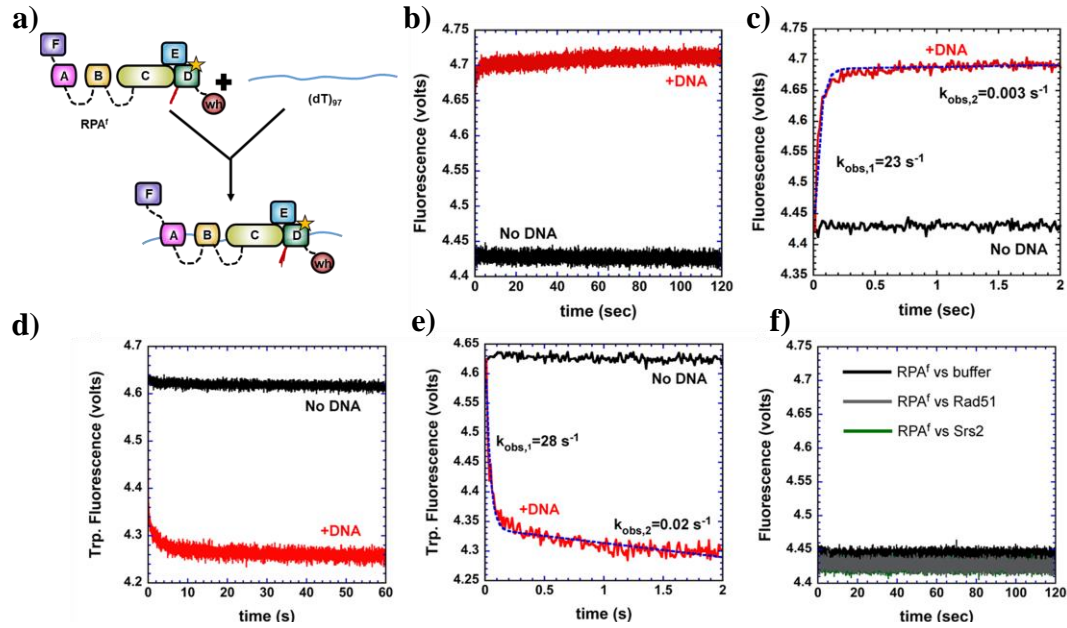 a)
F
E
A
B
C
D
wh
RPAᶠ
(dT)₉₇
F
E
A
B
C
D
wh
b)
Fluorescence (volts)
4.75
4.7
4.65
4.6
4.55
4.5
4.45
4.4
+DNA
No DNA
0 20 40 60 80 100 120
time (sec)
c)
Fluorescence (volts)
4.75
4.7
4.65
4.6
4.55
4.5
4.45
4.4
4.35
+DNA
kobs,2=0.003 s⁻¹
kobs,1=23 s⁻¹
No DNA
0 0.5 1 1.5 2
time (sec)
d)
Trp. Fluorescence (volts)
4.7
4.6
4.5
4.4
4.3
4.2
No DNA
+DNA
0 10 20 30 40 50 60
time (s)
e)
Trp. Fluorescence (volts)
4.65
4.6
4.55
4.5
4.45
4.4
4.35
4.3
4.25
No DNA
kobs,1=28 s⁻¹
+DNA
kobs,2=0.02 s⁻¹
0 0.5 1 1.5 2
time (s)
f)
Fluorescence (volts)
4.75
4.7
4.65
4.6
4.55
4.5
4.45
4.4
RPAᶠ vs buffer
RPAᶠ vs Rad51
RPAᶠ vs Srs2
0 20 40 60 80 100 120
time (sec)